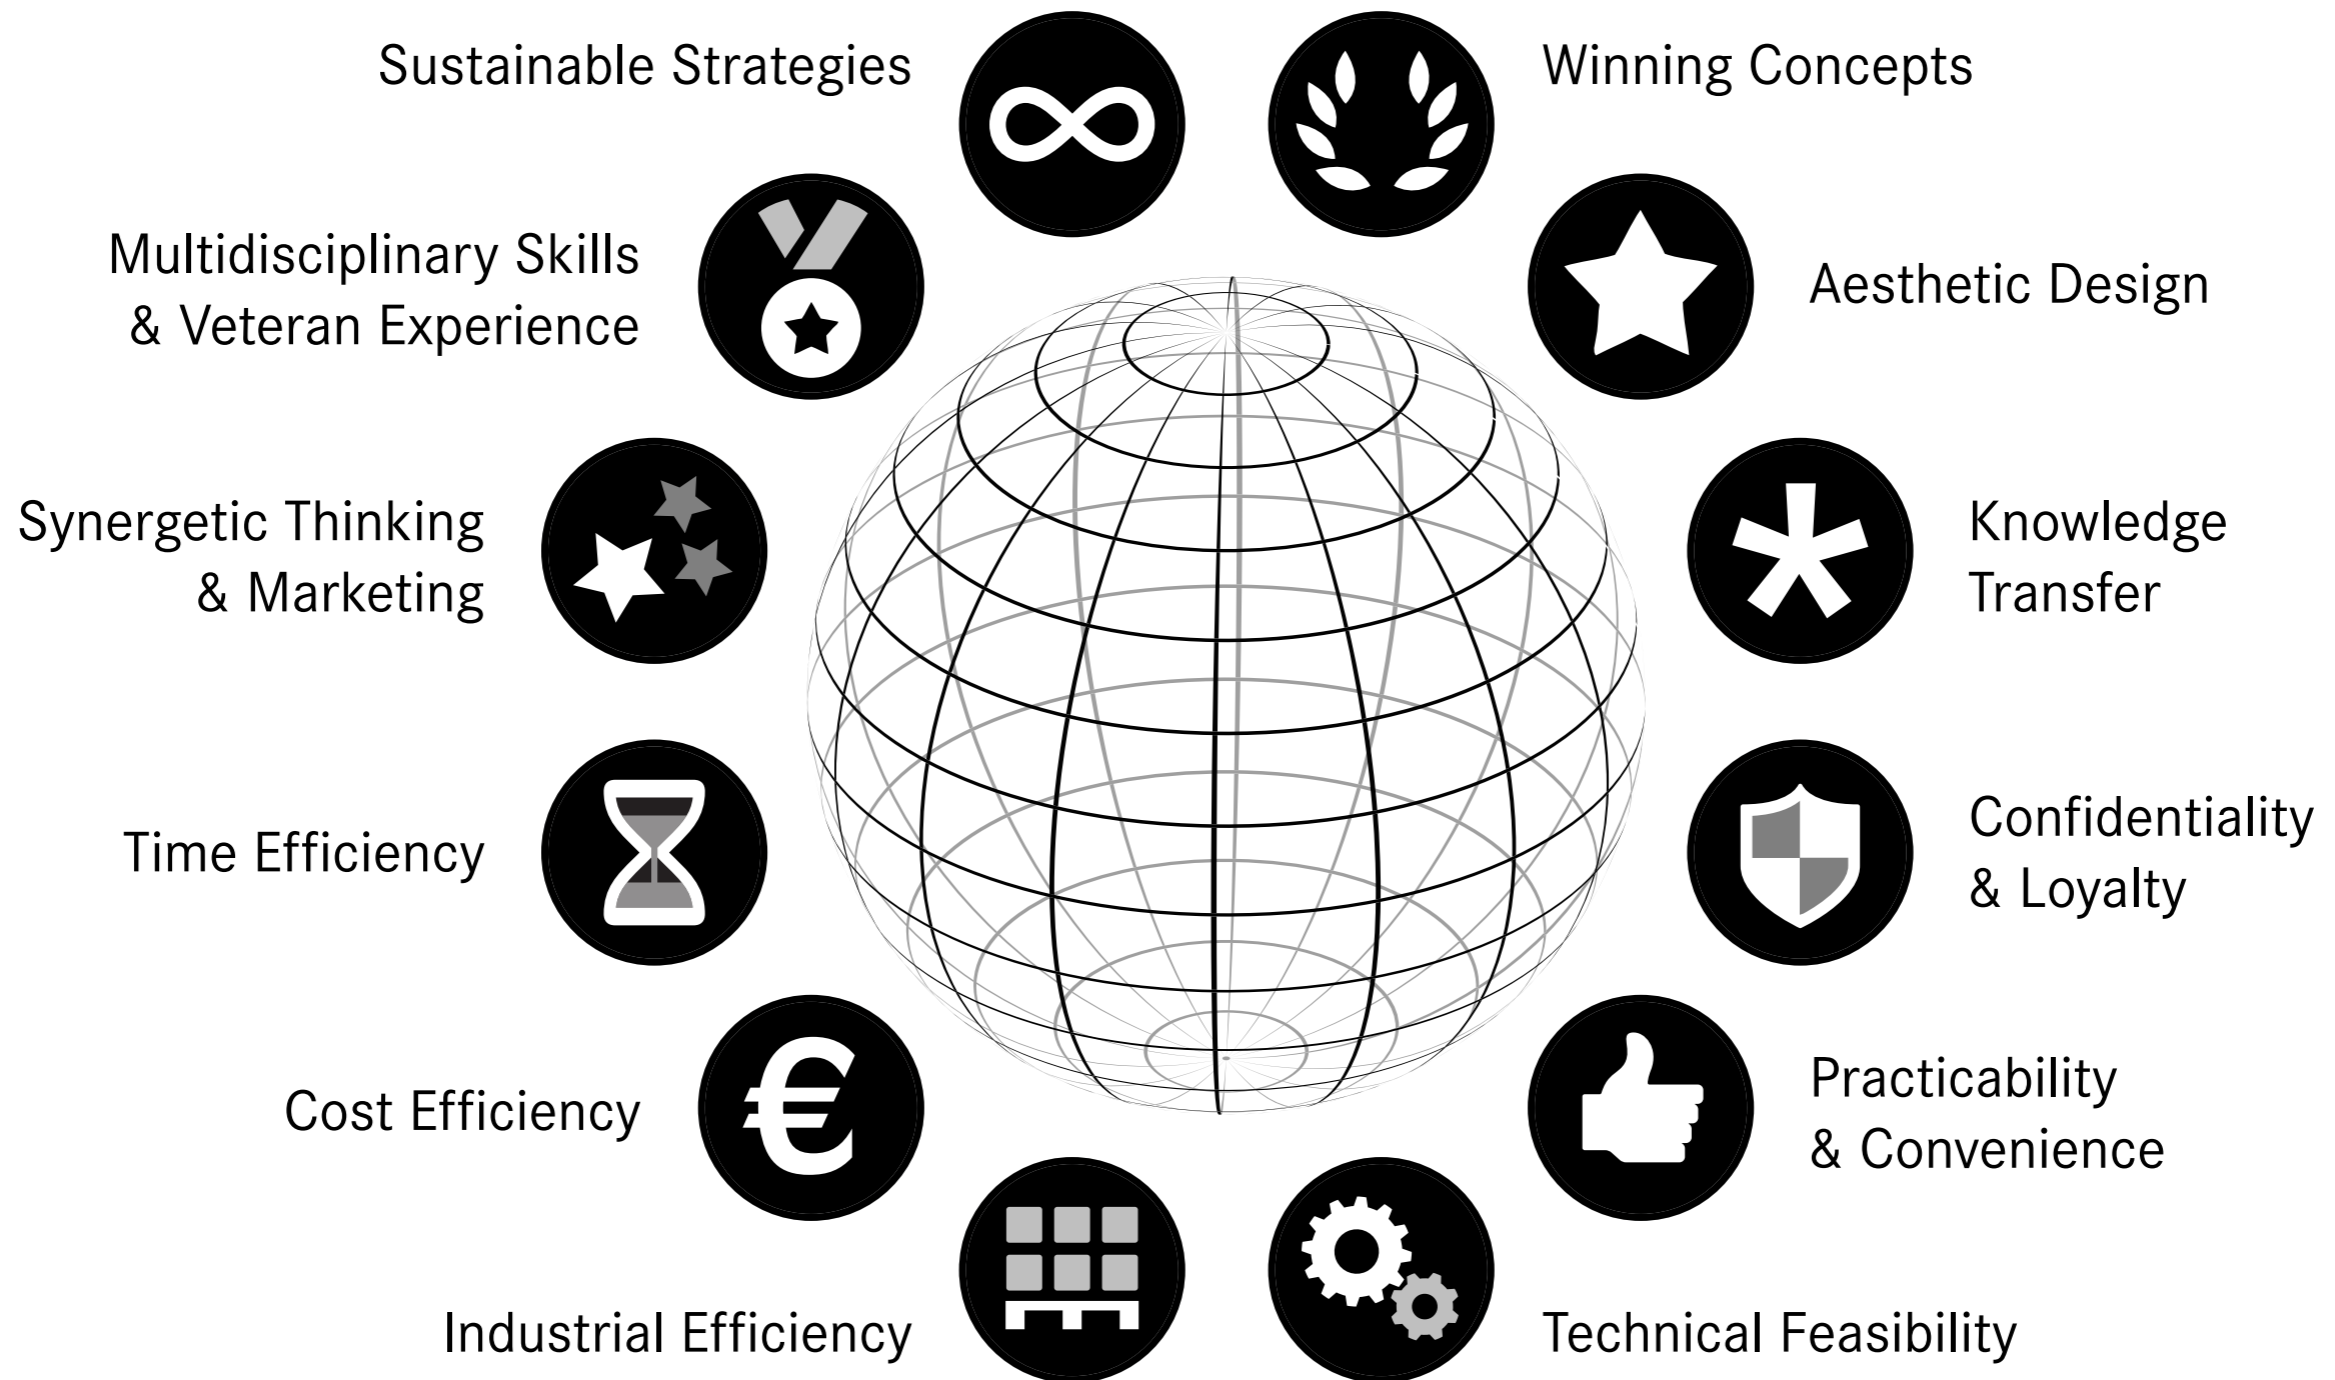 Sustainable Strategies
Winning Concepts
Multidisciplinary Skills
& Veteran Experience
Aesthetic Design
Synergetic Thinking
& Marketing
Knowledge
Transfer
Time Efficiency
Confidentiality
& Loyalty
Cost Efficiency
€
Practicability
& Convenience
Industrial Efficiency
Technical Feasibility